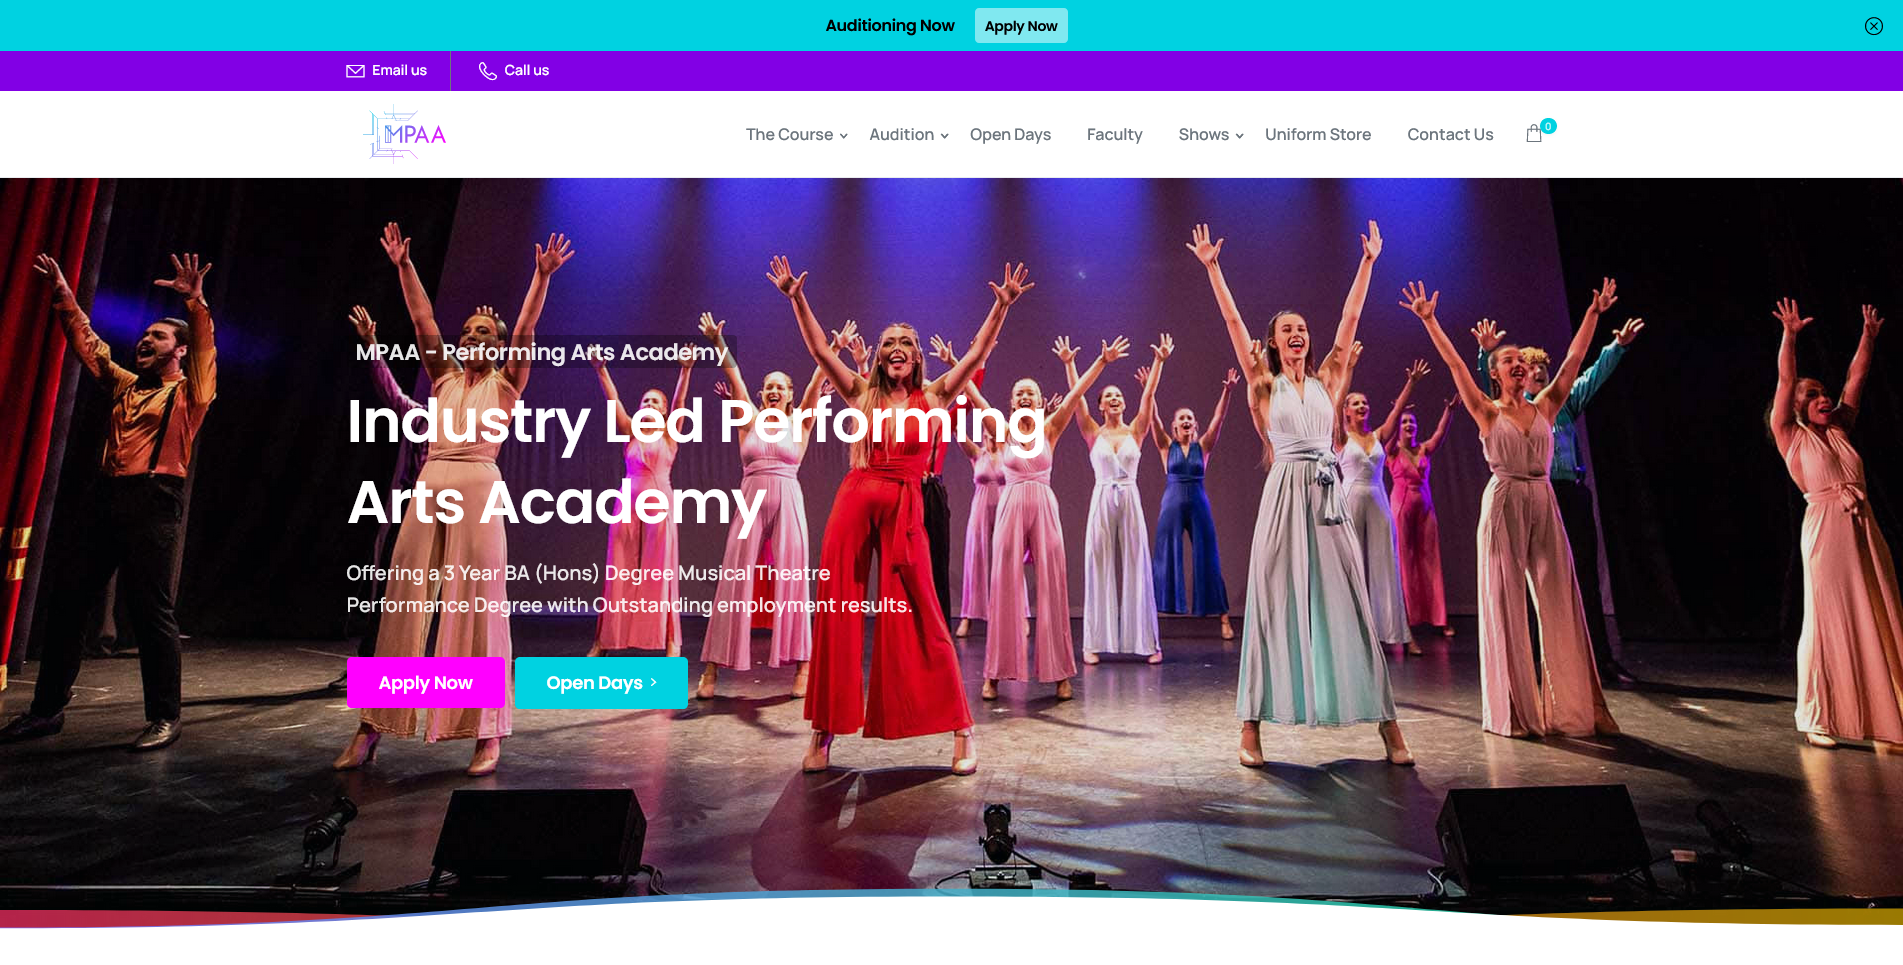 Auditioning Now
Apply Now
Email us
Call us
MPAA
The Course
Audition
Open Days
Faculty
Shows
Uniform Store
Contact Us
0
MPAA – Performing Arts Academy
Industry Led Performing
Arts Academy
Offering a 3 Year BA (Hons) Degree Musical Theatre
Performance Degree with Outstanding employment results.
Apply Now
Open Days